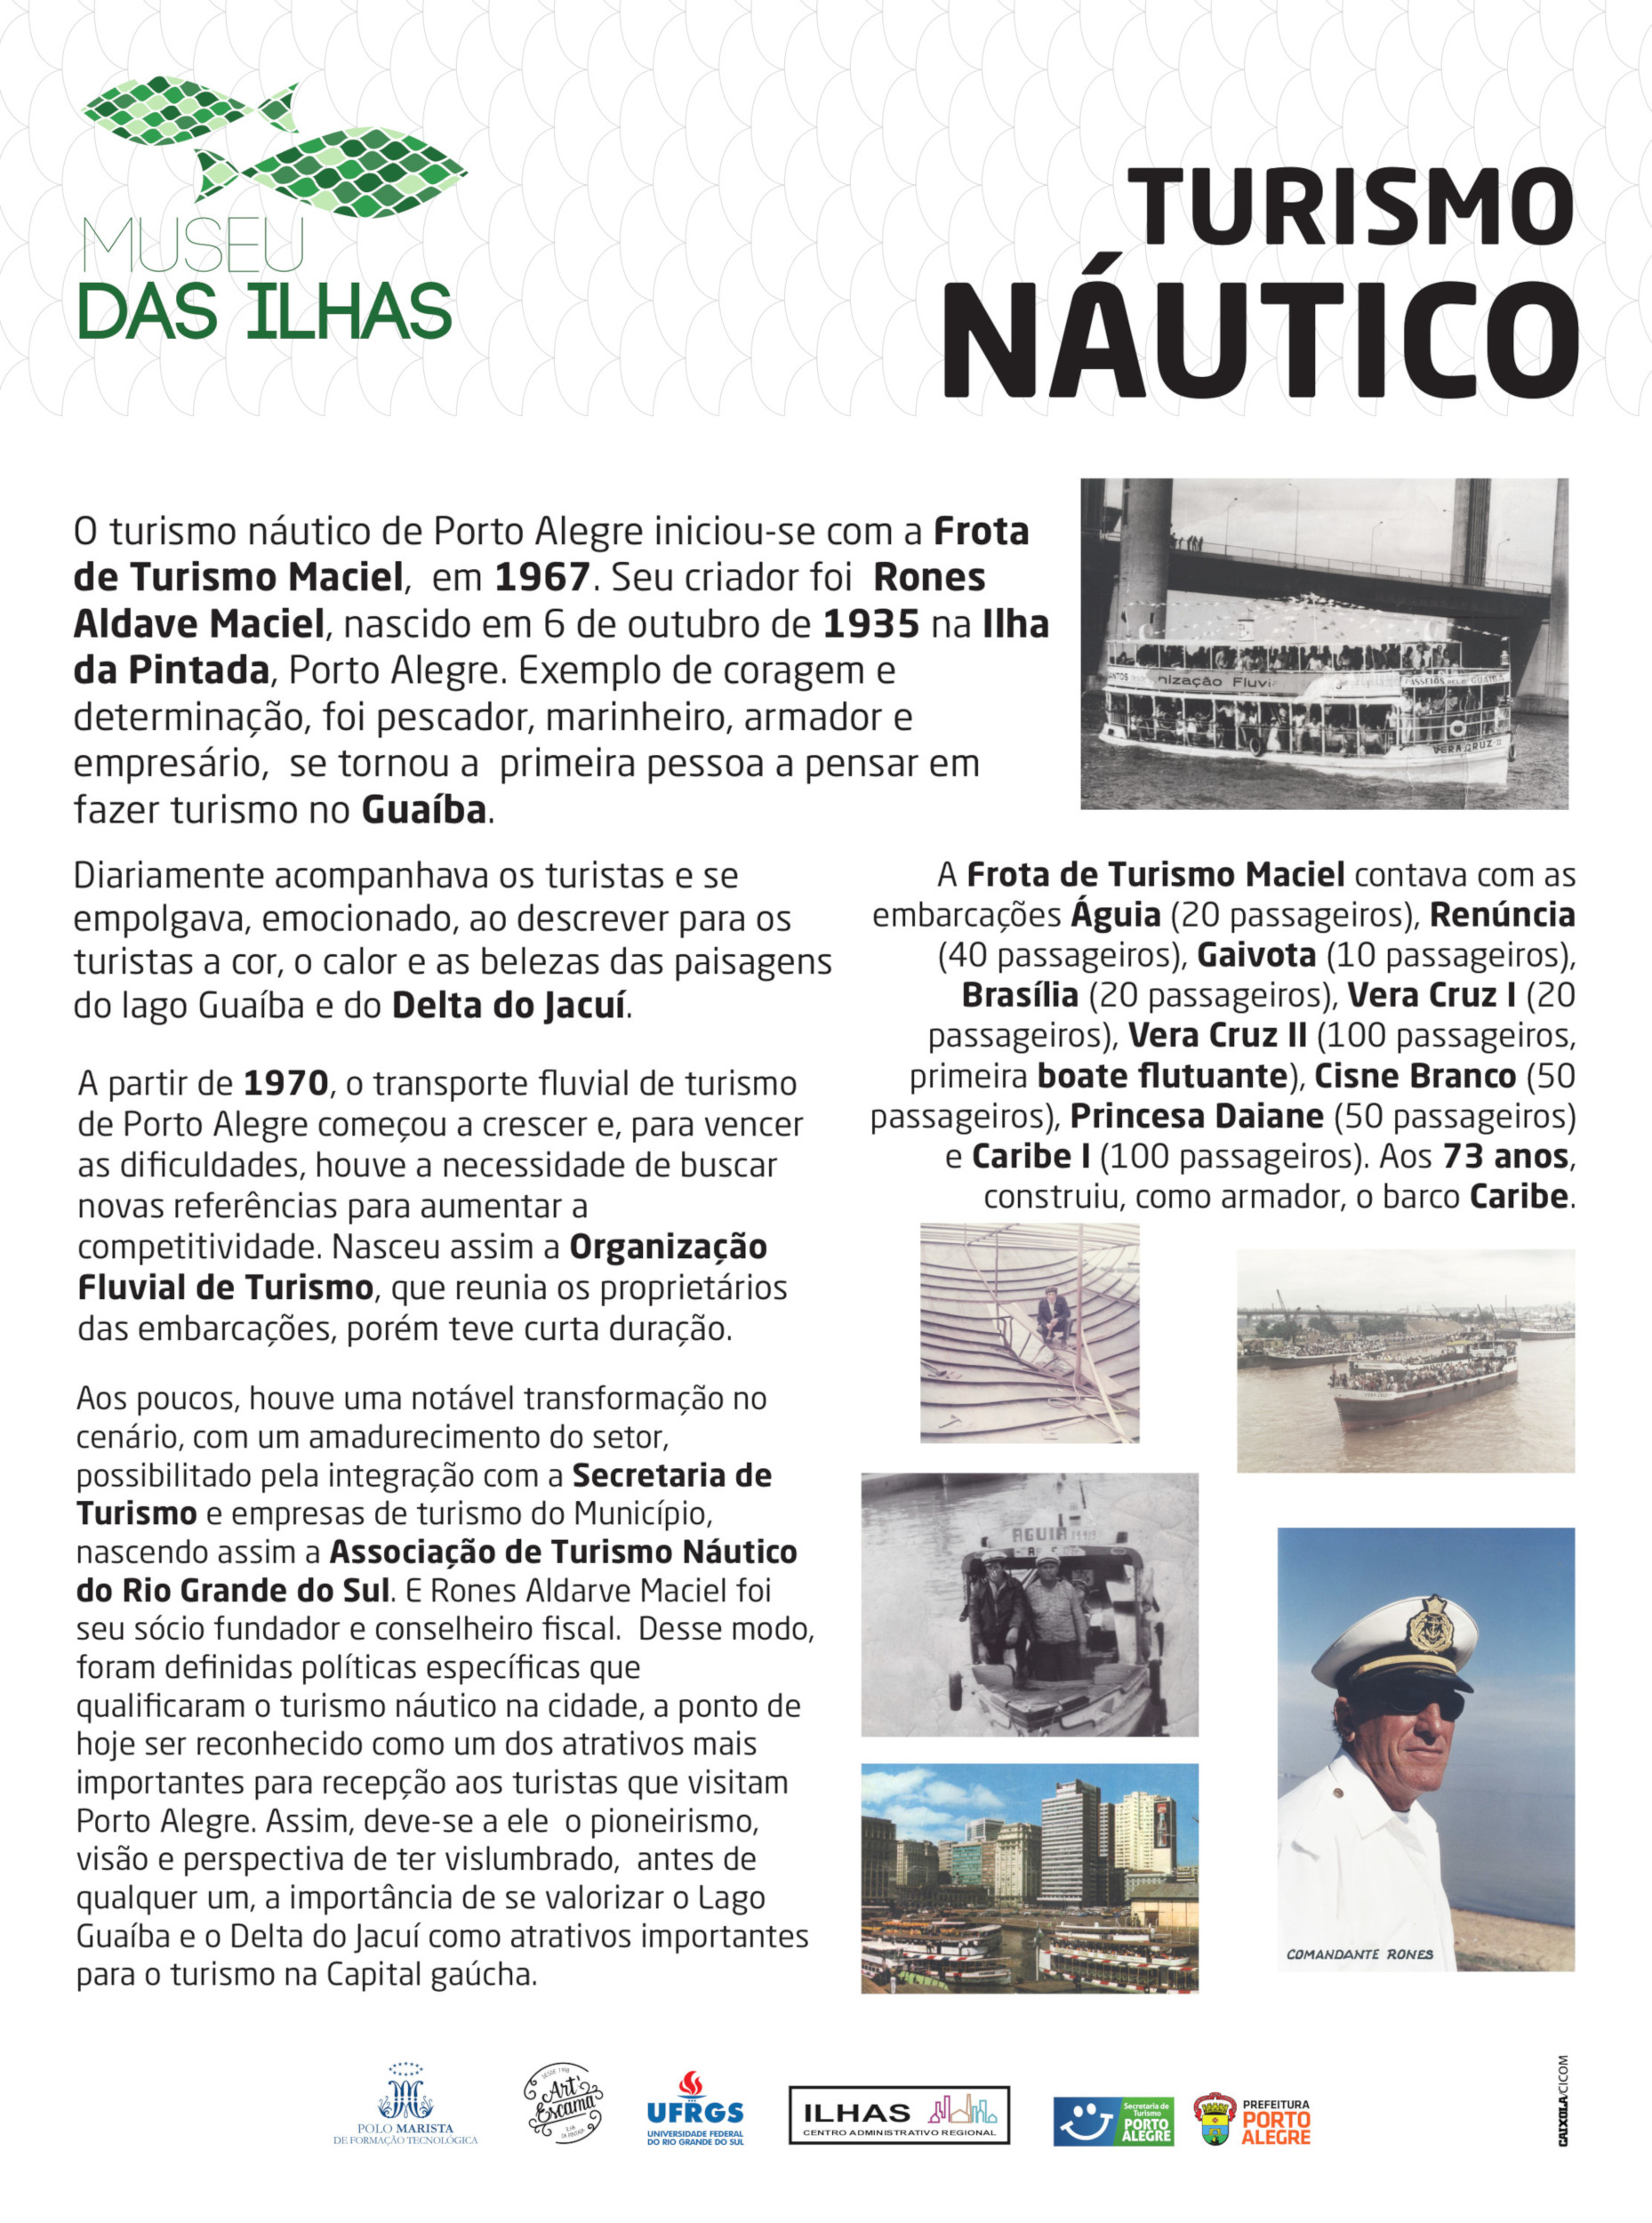 MUSEU
DAS ILHAS
TURISMO
NÁUTICO
O turismo náutico de Porto Alegre iniciou-se com a Frota
de Turismo Maciel, em 1967. Seu criador foi Rones
Aldave Maciel, nascido em 6 de outubro de 1935 na Ilha
da Pintada, Porto Alegre. Exemplo de coragem e
determinação, foi pescador, marinheiro, armador e
empresário, se tornou a primeira pessoa a pensar em
fazer turismo no Guaíba.
nização Fluvi
VERA CRUZ II
Diariamente acompanhava os turistas e se
empolgava, emocionado, ao descrever para os
turistas a cor, o calor e as belezas das paisagens
do lago Guaíba e do Delta do Jacuí.
A partir de 1970, o transporte fluvial de turismo
de Porto Alegre começou a crescer e, para vencer
as dificuldades, houve a necessidade de buscar
novas referências para aumentar a
competitividade. Nasceu assim a Organização
Fluvial de Turismo, que reunia os proprietários
das embarcações, porém teve curta duração.
Aos poucos, houve uma notável transformação no
cenário, com um amadurecimento do setor,
possibilitado pela integração com a Secretaria de
Turismo e empresas de turismo do Município,
nascendo assim a Associação de Turismo Náutico
do Rio Grande do Sul. E Rones Aldarve Maciel foi
seu sócio fundador e conselheiro fiscal. Desse modo,
foram definidas políticas específicas que
qualificaram o turismo náutico na cidade, a ponto de
hoje ser reconhecido como um dos atrativos mais
importantes para recepção aos turistas que visitam
Porto Alegre. Assim, deve-se a ele o pioneirismo,
visão e perspectiva de ter vislumbrado, antes de
qualquer um, a importância de se valorizar o Lago
Guaíba e o Delta do Jacuí como atrativos importantes
para o turismo na Capital gaúcha.
A Frota de Turismo Maciel contava com as
embarcações Águia (20 passageiros), Renúncia
(40 passageiros), Gaivota (10 passageiros),
Brasília (20 passageiros), Vera Cruz I (20
passageiros), Vera Cruz II (100 passageiros,
primeira boate flutuante), Cisne Branco (50
passageiros), Princesa Daiane (50 passageiros)
e Caribe I (100 passageiros). Aos 73 anos,
construiu, como armador, o barco Caribe.
AGUIA
COMANDANTE RONES
POLO MARISTA
DE FORMAÇÃO TECNOLÓGICA
DESDE 1998
Art'
Escama
UFRGS
UNIVERSIDADE FEDERAL
DO RIO GRANDE DO SUL
ILHAS
CENTRO ADMINISTRATIVO REGIONAL
Secretaria de
Turismo
PORTO
ALEGRE
PREFEITURA
PORTO
ALEGRE
CAIXOLA/CICOM